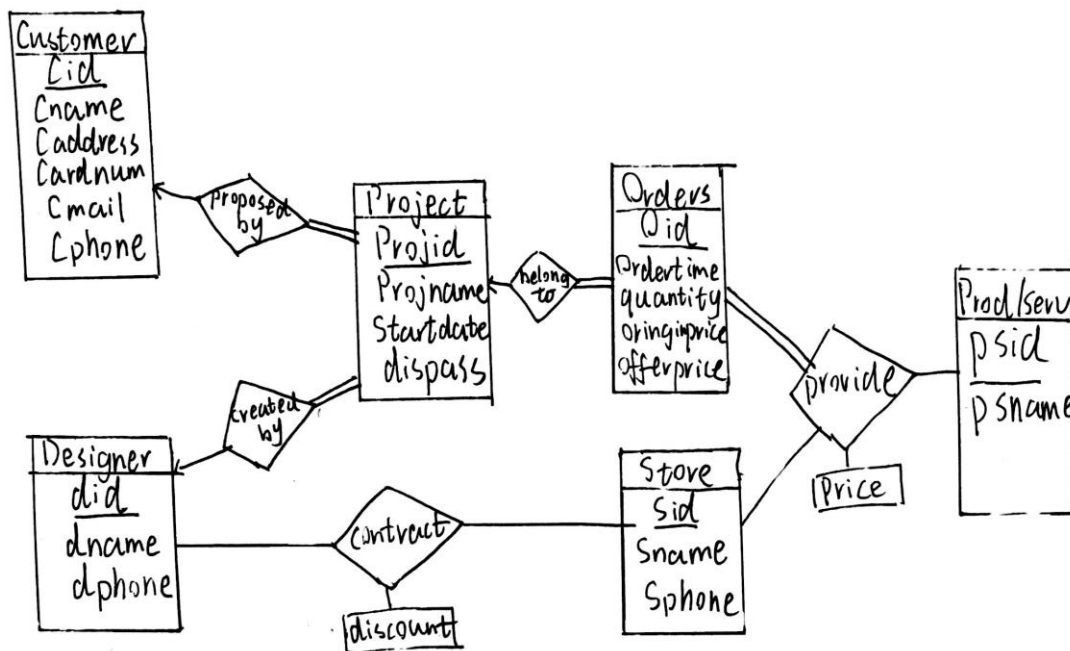 Customer
Cid
Cname
Caddress
Cardnum
Cmail
Cphone
proposed
by
Project
Projid
Projname
Startdate
dispass
belong
to
Orders
Oid
Ordertime
quantity
oringinprice
offerprice
provide
Price
Prod/serv
psid
psname
created
by
Designer
did
dname
dphone
contract
discount
Store
sid
Sname
Sphone